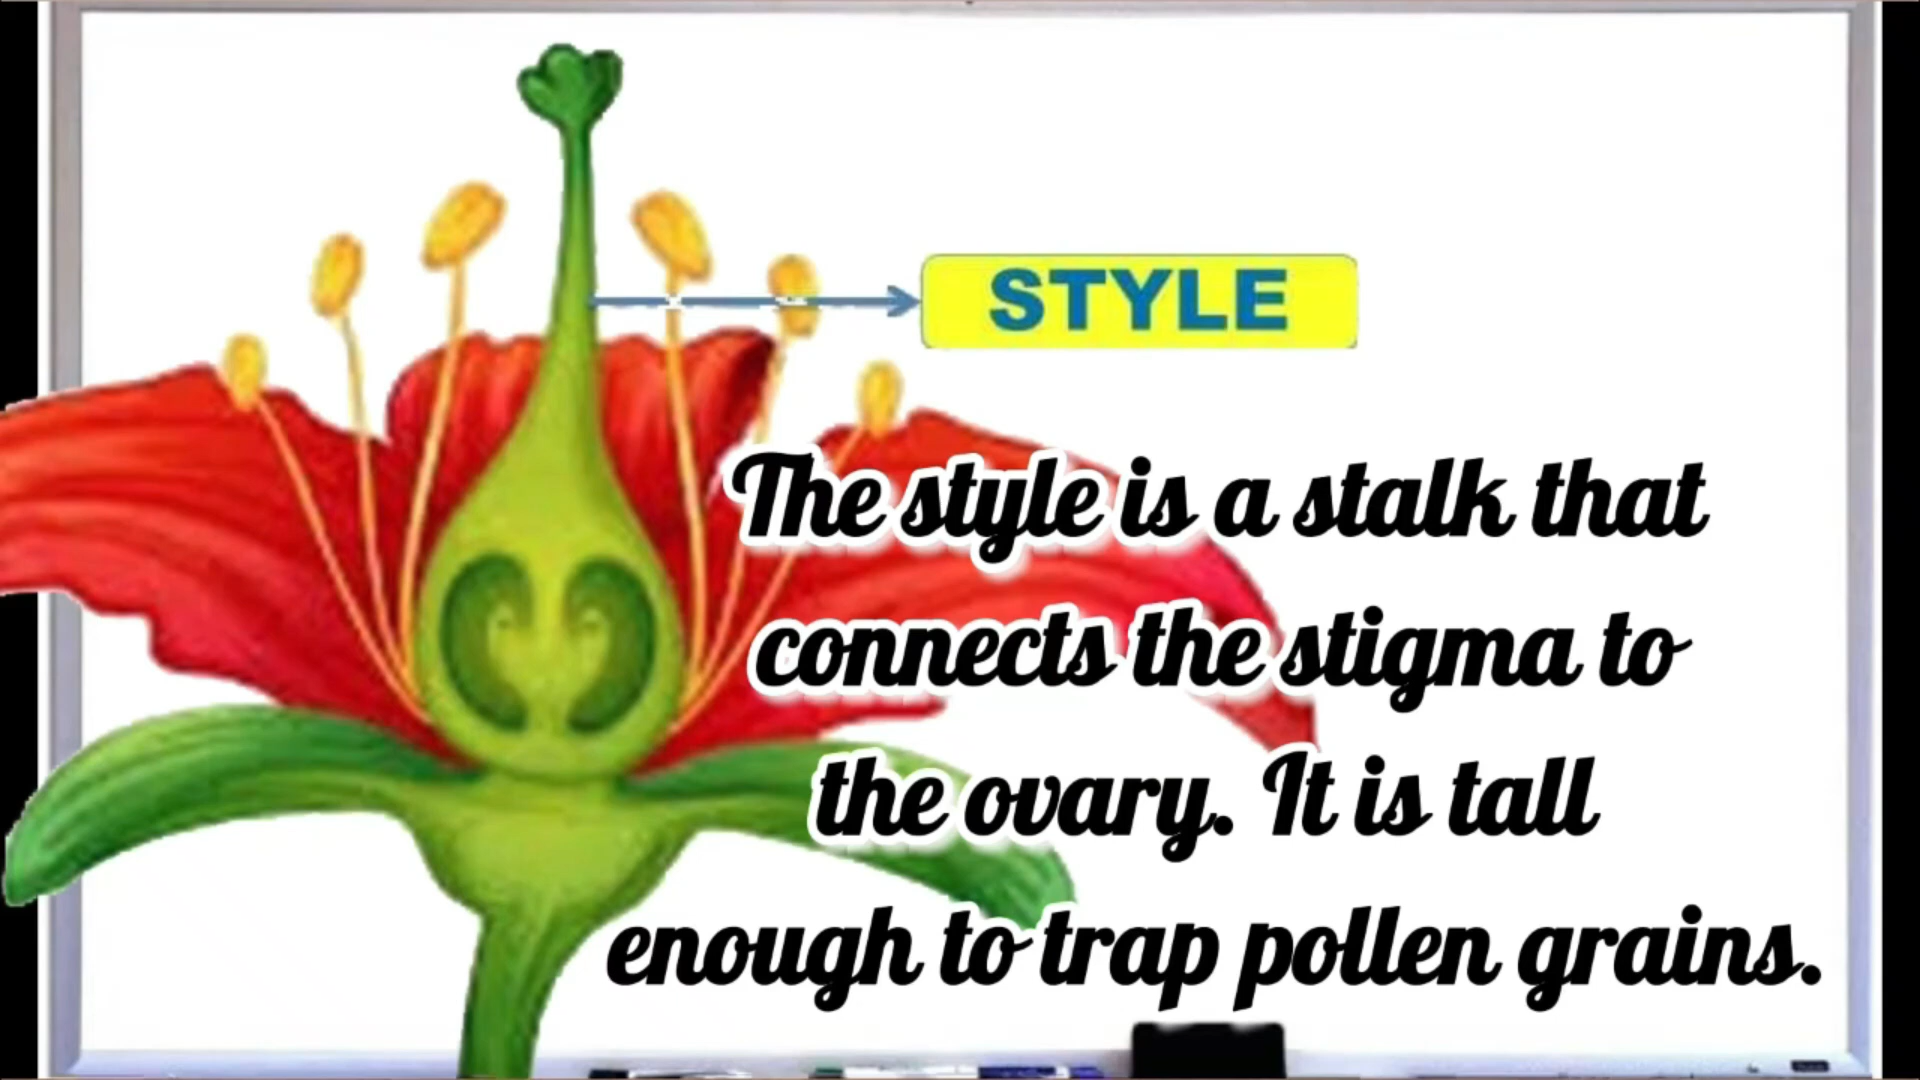 STYLE
The style is a stalk that
connects the stigma to
the ovary. It is tall
enough to trap pollen grains.